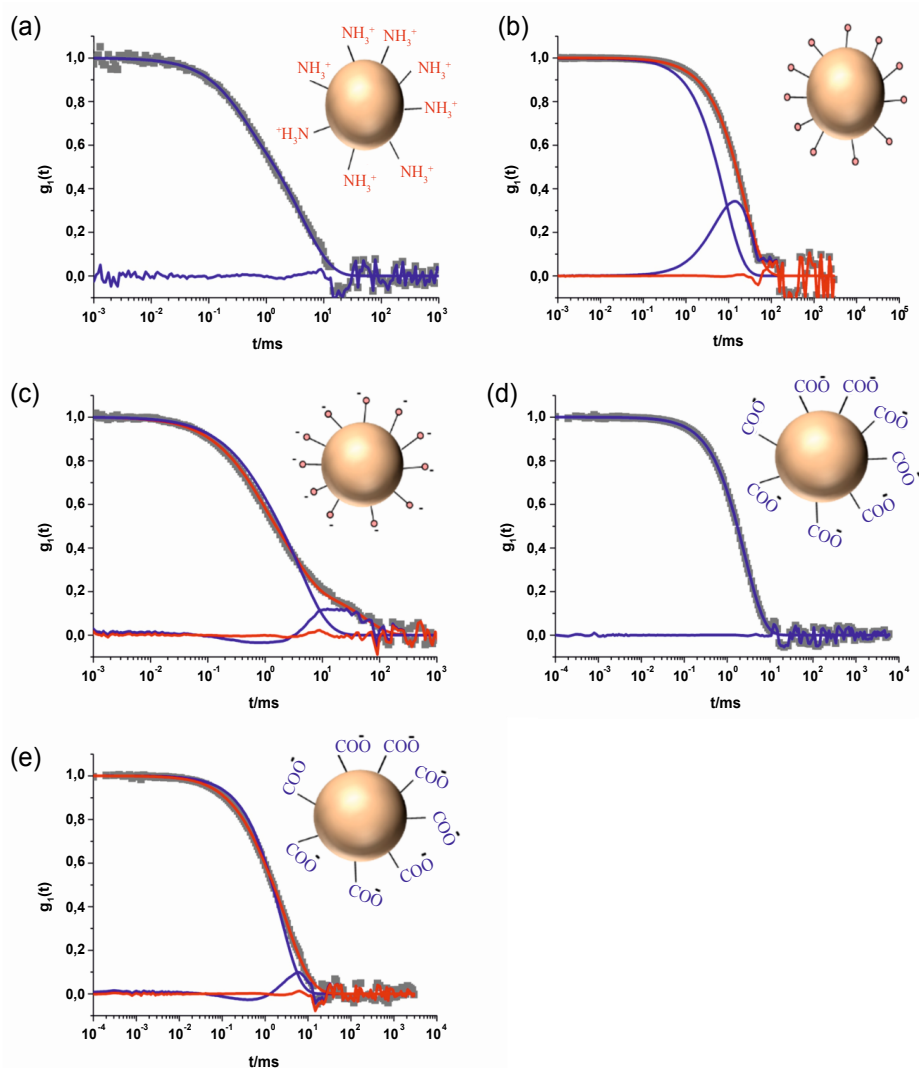 (a)
g₁(t)
1,0
0,8
0,6
0,4
0,2
0,0
NH₃⁺
NH₃⁺
NH₃⁺
NH₃⁺
NH₃⁺
⁺H₃N
NH₃⁺
NH₃⁺
10⁻³ 10⁻² 10⁻¹ 10⁰ 10¹ 10² 10³
t/ms
(b)
g₁(t)
1,0
0,8
0,6
0,4
0,2
0,0
10⁻³ 10⁻² 10⁻¹ 10⁰ 10¹ 10² 10³ 10⁴ 10⁵
t/ms
(c)
g₁(t)
1,0
0,8
0,6
0,4
0,2
0,0
10⁻³ 10⁻² 10⁻¹ 10⁰ 10¹ 10² 10³
t/ms
(d)
g₁(t)
1,0
0,8
0,6
0,4
0,2
0,0
COO⁻
COO⁻
COO⁻
COO⁻
COO⁻
COO⁻
COO⁻
COO⁻
10⁻⁴ 10⁻³ 10⁻² 10⁻¹ 10⁰ 10¹ 10² 10³ 10⁴
t/ms
(e)
g₁(t)
1,0
0,8
0,6
0,4
0,2
0,0
COO⁻
COO⁻
COO⁻
COO⁻
COO⁻
COO⁻
COO⁻
COO⁻
10⁻⁴ 10⁻³ 10⁻² 10⁻¹ 10⁰ 10¹ 10² 10³ 10⁴
t/ms